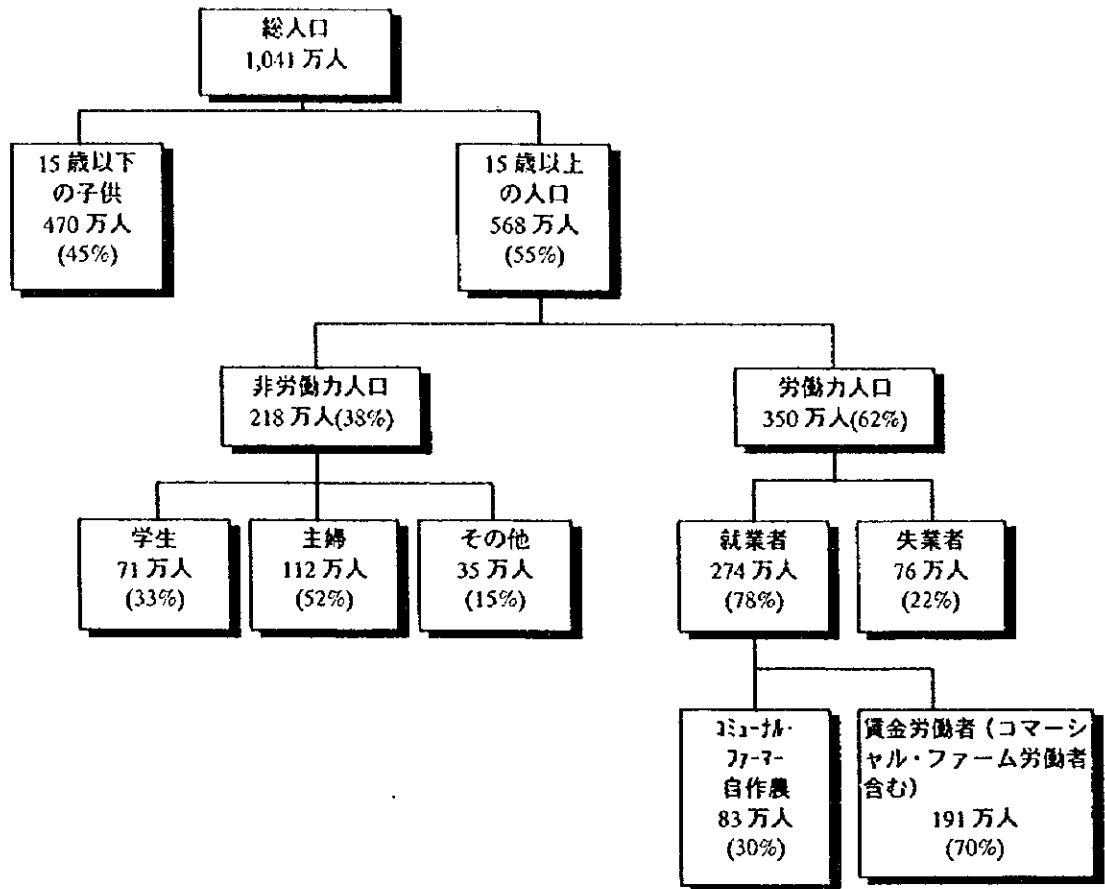 総人口
1,041 万人
15 歳以下
の子供
470 万人
(45%)
15 歳以上
の人口
568 万人
(55%)
非労働力人口
218 万人(38%)
労働力人口
350 万人(62%)
学生
71 万人
(33%)
主婦
112 万人
(52%)
その他
35 万人
(15%)
就業者
274 万人
(78%)
失業者
76 万人
(22%)
ｺﾐｭｰﾅﾙ･
ﾌｧｰﾏｰ
自作農
83 万人
(30%)
賃金労働者（コマーシ
ャル・ファーム労働者
含む）
191 万人
(70%)